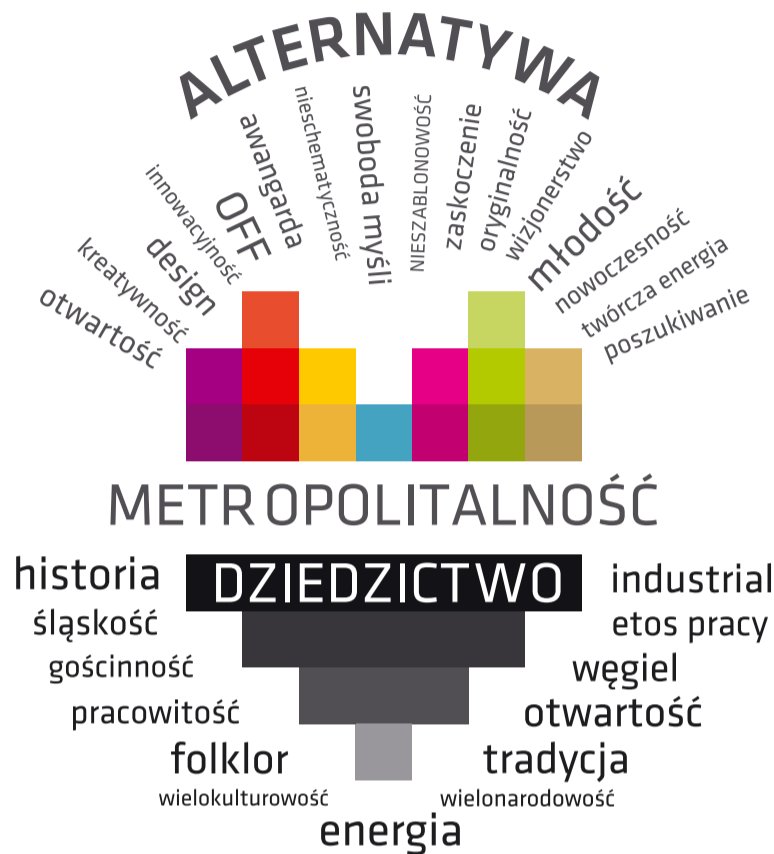 ALTERNATYWA
otwartość
kreatywność
design
innowacyjność
OFF
awangarda
nieschematyczność
swoboda myśli
NIESZABLONOWOŚĆ
zaskoczenie
oryginalność
wizjonerstwo
młodość
nowoczesność
twórcza energia
poszukiwanie
METROPOLITALNOŚĆ
historia
DZIEDZICTWO
industrial
śląskość
etos pracy
gościnność
węgiel
pracowitość
otwartość
folklor
tradycja
wielokulturowość
wielonarodowość
energia